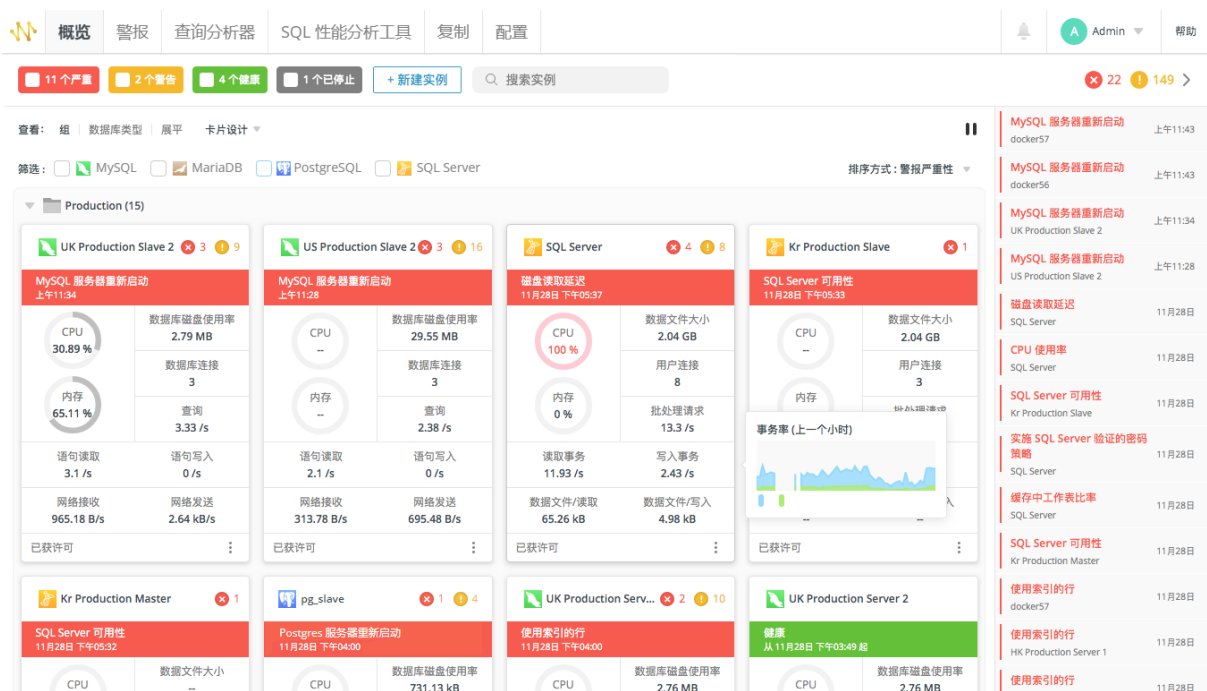 概览 警报 查询分析器 SQL 性能分析工具 复制 配置 A Admin 帮助
11 个严重 2 个警告 4 个健康 1 个已停止 + 新建实例 搜索实例 22 149
查看: 组 数据库类型 展平 卡片设计
筛选: MySQL MariaDB PostgreSQL SQL Server 排序方式 : 警报严重性
Production (15)
UK Production Slave 2 3 9
MySQL 服务器重新启动
上午11:34
CPU
30.89 %
数据库磁盘使用率
2.79 MB
数据库连接
3
内存
65.11 %
查询
3.33 /s
语句读取
3.1 /s
语句写入
0 /s
网络接收
965.18 B/s
网络发送
2.64 kB/s
已获许可
US Production Slave 2 3 16
MySQL 服务器重新启动
上午11:28
CPU
--
数据库磁盘使用率
29.55 MB
数据库连接
3
内存
--
查询
2.38 /s
语句读取
2.1 /s
语句写入
0 /s
网络接收
313.78 B/s
网络发送
695.48 B/s
已获许可
SQL Server 4 8
磁盘读取延迟
11月28日 下午05:37
CPU
100 %
数据文件大小
2.04 GB
用户连接
8
内存
0 %
批处理请求
13.3 /s
读取事务
11.93 /s
写入事务
2.43 /s
数据文件/读取
65.26 kB
数据文件/写入
4.98 kB
已获许可
Kr Production Slave 1
SQL Server 可用性
11月28日 下午05:33
CPU
--
数据文件大小
2.04 GB
用户连接
3
内存
事务率 (上一个小时)
--
--
已获许可
Kr Production Master 1
SQL Server 可用性
11月28日 下午05:32
CPU
数据文件大小
--
pg_slave 1 4
Postgres 服务器重新启动
11月28日 下午04:00
CPU
数据库磁盘使用率
731.13 kB
UK Production Serv... 2 10
使用索引的行
11月28日 下午04:00
CPU
数据库磁盘使用率
2.76 MB
UK Production Server 2
健康
从 11月28日 下午03:49 起
CPU
数据库磁盘使用率
2.76 MB
MySQL 服务器重新启动
docker57
上午11:43
MySQL 服务器重新启动
docker56
上午11:43
MySQL 服务器重新启动
UK Production Slave 2
上午11:34
MySQL 服务器重新启动
US Production Slave 2
上午11:28
磁盘读取延迟
SQL Server
11月28日
CPU 使用率
SQL Server
11月28日
SQL Server 可用性
Kr Production Slave
11月28日
实施 SQL Server 验证的密码
策略
SQL Server
11月28日
缓存中工作表比率
SQL Server
11月28日
SQL Server 可用性
Kr Production Master
11月28日
使用索引的行
docker57
11月28日
使用索引的行
HK Production Server 1
11月28日
使用索引的行
11月28日